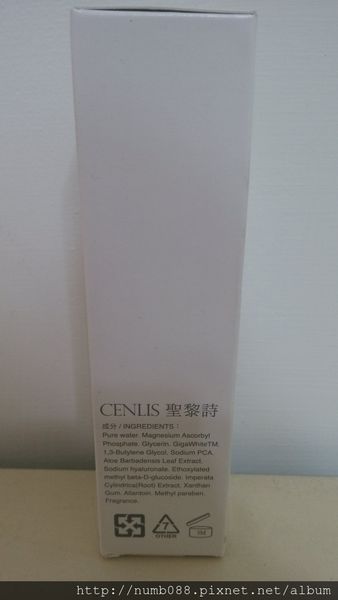 CENLIS 聖黎詩
成分 / INGREDIENTS：
Pure water. Magnesium Ascorbyl
Phosphate. Glycerin. GigaWhiteTM.
1,3-Butylene Glycol. Sodium PCA.
Aloe Barbadensis Leaf Extract.
Sodium hyaluronate. Ethoxylated
methyl beta-D-glucoside. Imperata
Cylindrica(Root) Extract. Xanthan
Gum. Allantoin. Methyl paraben.
Fragrance.
7
OTHER
http://numb088.pixnet.net/album